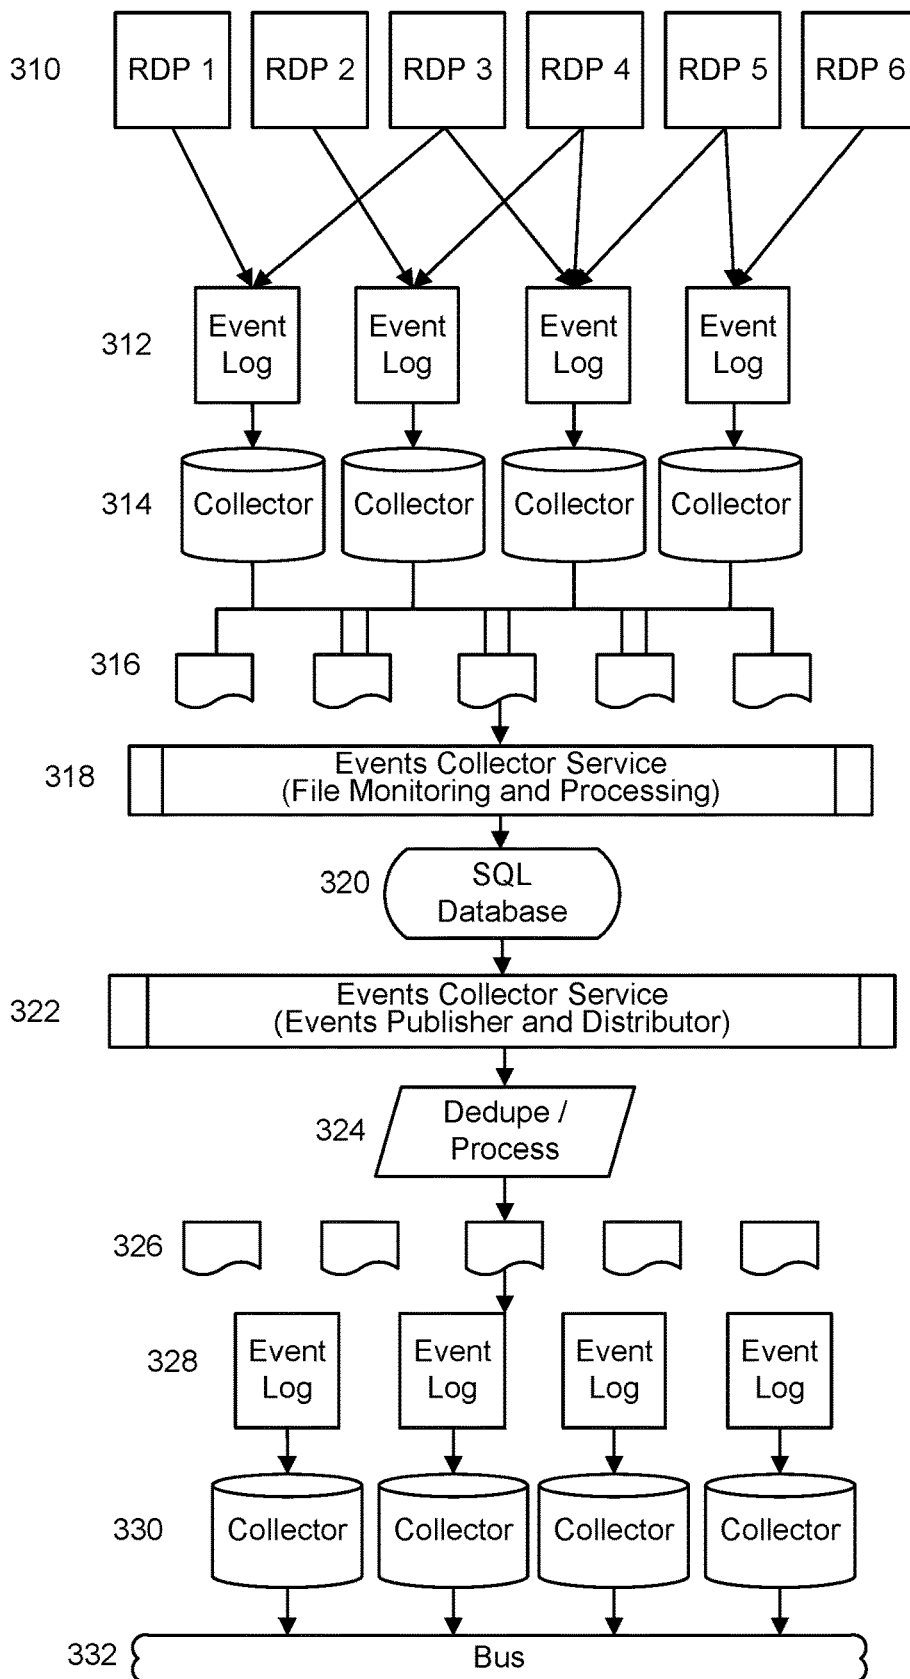 310 RDP 1 RDP 2 RDP 3 RDP 4 RDP 5 RDP 6
312 Event Event Event Event
Log Log Log Log
314 Collector Collector Collector Collector
316
318 Events Collector Service
(File Monitoring and Processing)
320 SQL
Database
322 Events Collector Service
(Events Publisher and Distributor)
324 Dedupe /
Process
326
328 Event Event Event Event
Log Log Log Log
330 Collector Collector Collector Collector
332 Bus